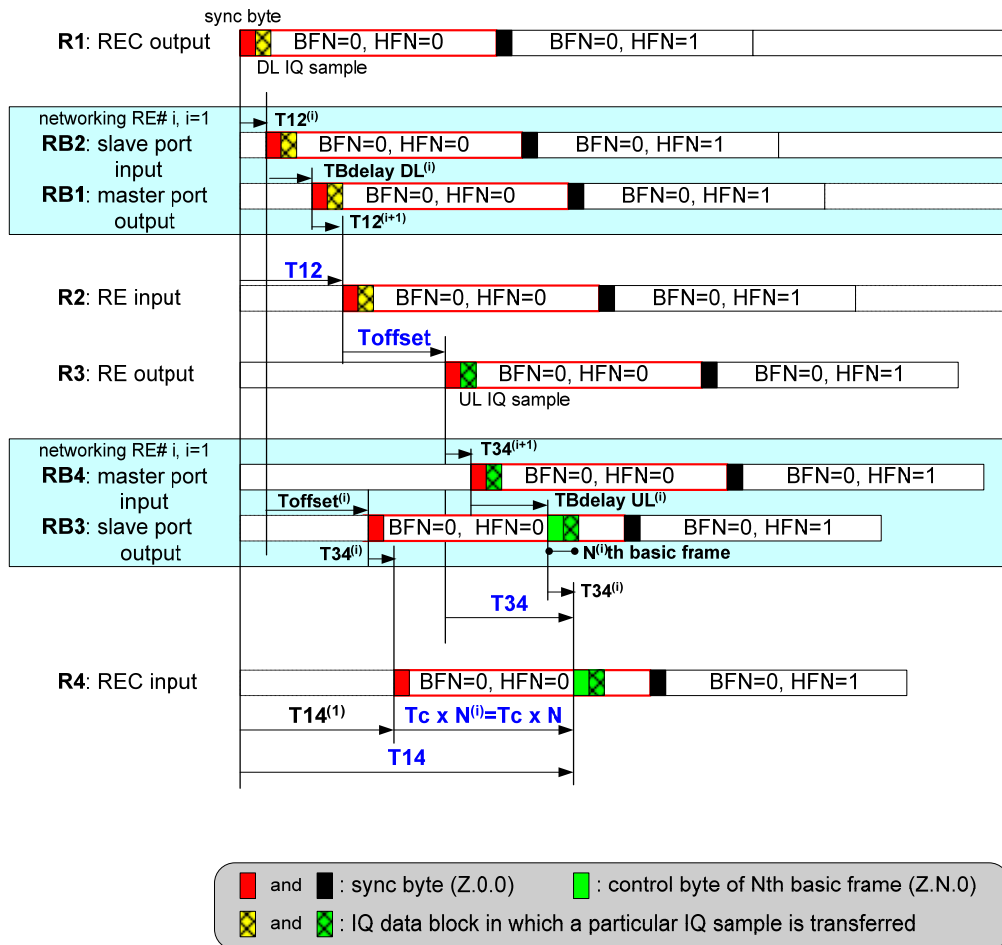 sync byte
R1: REC output
BFN=0, HFN=0
BFN=0, HFN=1
DL IQ sample
networking RE# i, i=1
T12(i)
RB2: slave port
input
BFN=0, HFN=0
BFN=0, HFN=1
TBdelay DL(i)
RB1: master port
output
BFN=0, HFN=0
BFN=0, HFN=1
T12(i+1)
T12
R2: RE input
BFN=0, HFN=0
BFN=0, HFN=1
Toffset
R3: RE output
BFN=0, HFN=0
BFN=0, HFN=1
UL IQ sample
networking RE# i, i=1
T34(i+1)
RB4: master port
input
BFN=0, HFN=0
BFN=0, HFN=1
Toffset(i)
TBdelay UL(i)
RB3: slave port
output
BFN=0, HFN=0
BFN=0, HFN=1
T34(i)
N(i)th basic frame
T34(i)
T34
R4: REC input
BFN=0, HFN=0
BFN=0, HFN=1
T14(1)
Tc x N(i)=Tc x N
T14
and : sync byte (Z.0.0)
: control byte of Nth basic frame (Z.N.0)
and : IQ data block in which a particular IQ sample is transferred